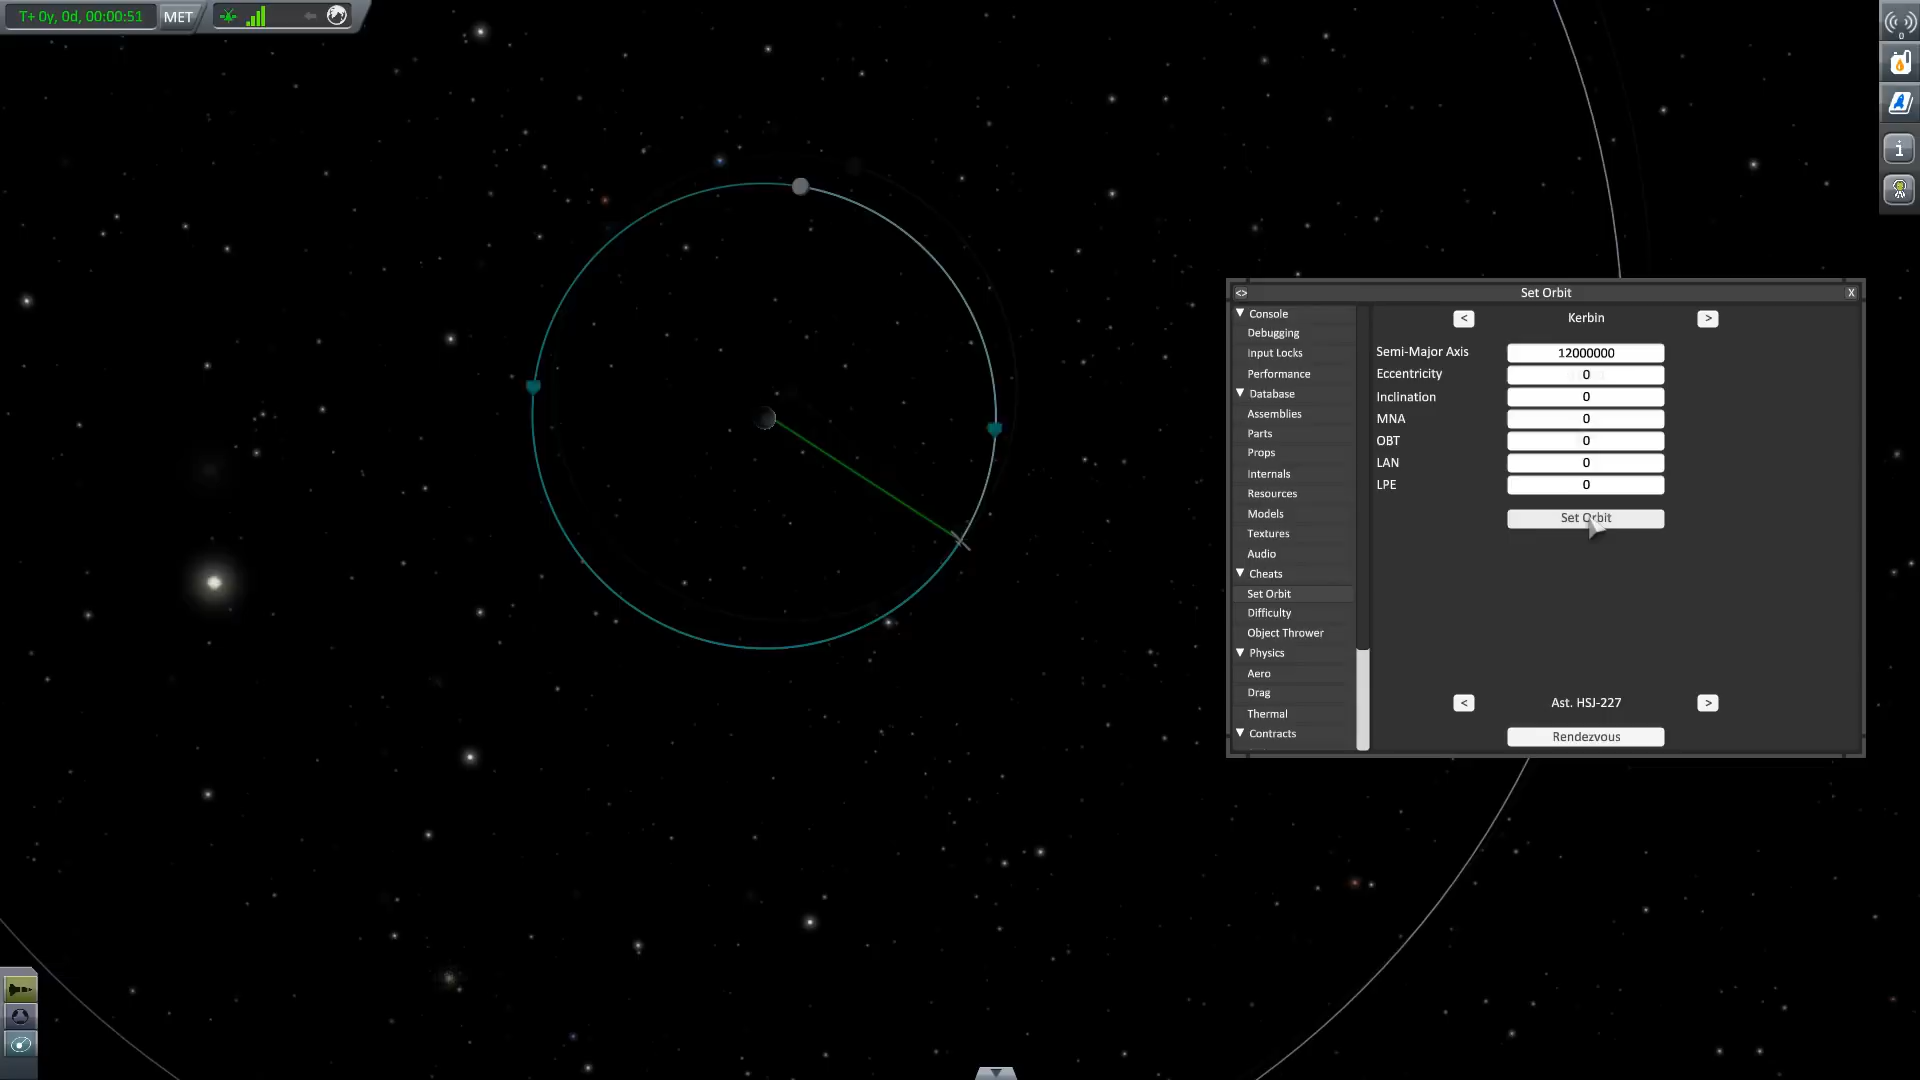 T+ 0y, 0d, 00:00:51
MET
0
Set Orbit
X
<>
Console
Debugging
Input Locks
Performance
Database
Assemblies
Parts
Props
Internals
Resources
Models
Textures
Audio
Cheats
Set Orbit
Difficulty
Object Thrower
Physics
Aero
Drag
Thermal
Contracts
< Kerbin >
Semi-Major Axis 12000000
Eccentricity 0
Inclination 0
MNA 0
OBT 0
LAN 0
LPE 0
Set Orbit
< Ast. HSJ-227 >
Rendezvous